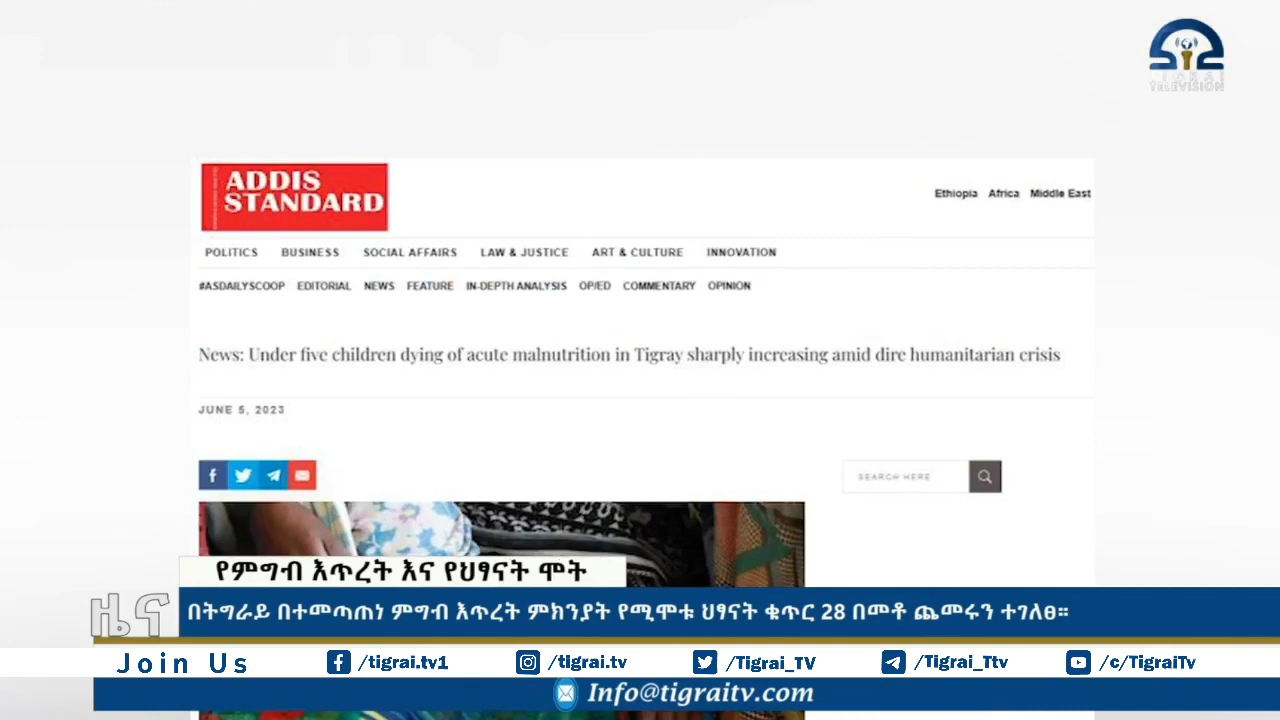 TIGRAI
TELEVISION
ADDIS
STANDARD
Ethiopia Africa Middle East
POLITICS BUSINESS SOCIAL AFFAIRS LAW & JUSTICE ART & CULTURE INNOVATION
#ASDAILYSCOOP EDITORIAL NEWS FEATURE IN-DEPTH ANALYSIS OP/ED COMMENTARY OPINION
News: Under five children dying of acute malnutrition in Tigray sharply increasing amid dire humanitarian crisis
JUNE 5, 2023
SEARCH HERE
የምግብ እጥረት እና የህፃናት ሞት
ዜና
በትግራይ በተመጣጠነ ምግብ እጥረት ምክንያት የሚሞቱ ህፃናት ቁጥር 28 በመቶ ጨመሩን ተገለፀ።
Join Us /tigrai.tv1 /tIgrai.tv /Tigrai_TV /Tigrai_Ttv /c/TigraiTv
Info@tigraitv.com